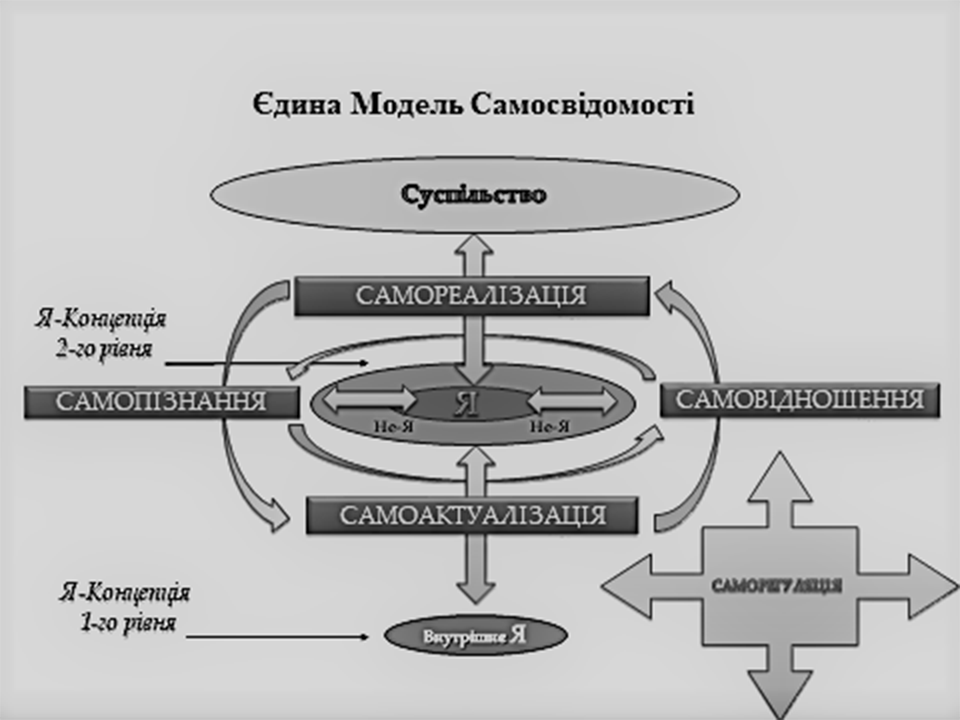 Єдина Модель Самосвідомості
Суспільство
САМОРЕАЛІЗАЦІЯ
Я-Концепція
2-го рівня
САМОПІЗНАННЯ
Я
Не-Я
Не-Я
САМОВІДНОШЕННЯ
САМОАКТУАЛІЗАЦІЯ
САМОРЕГУЛЯЦІЯ
Я-Концепція
1-го рівня
Внутрішнє Я